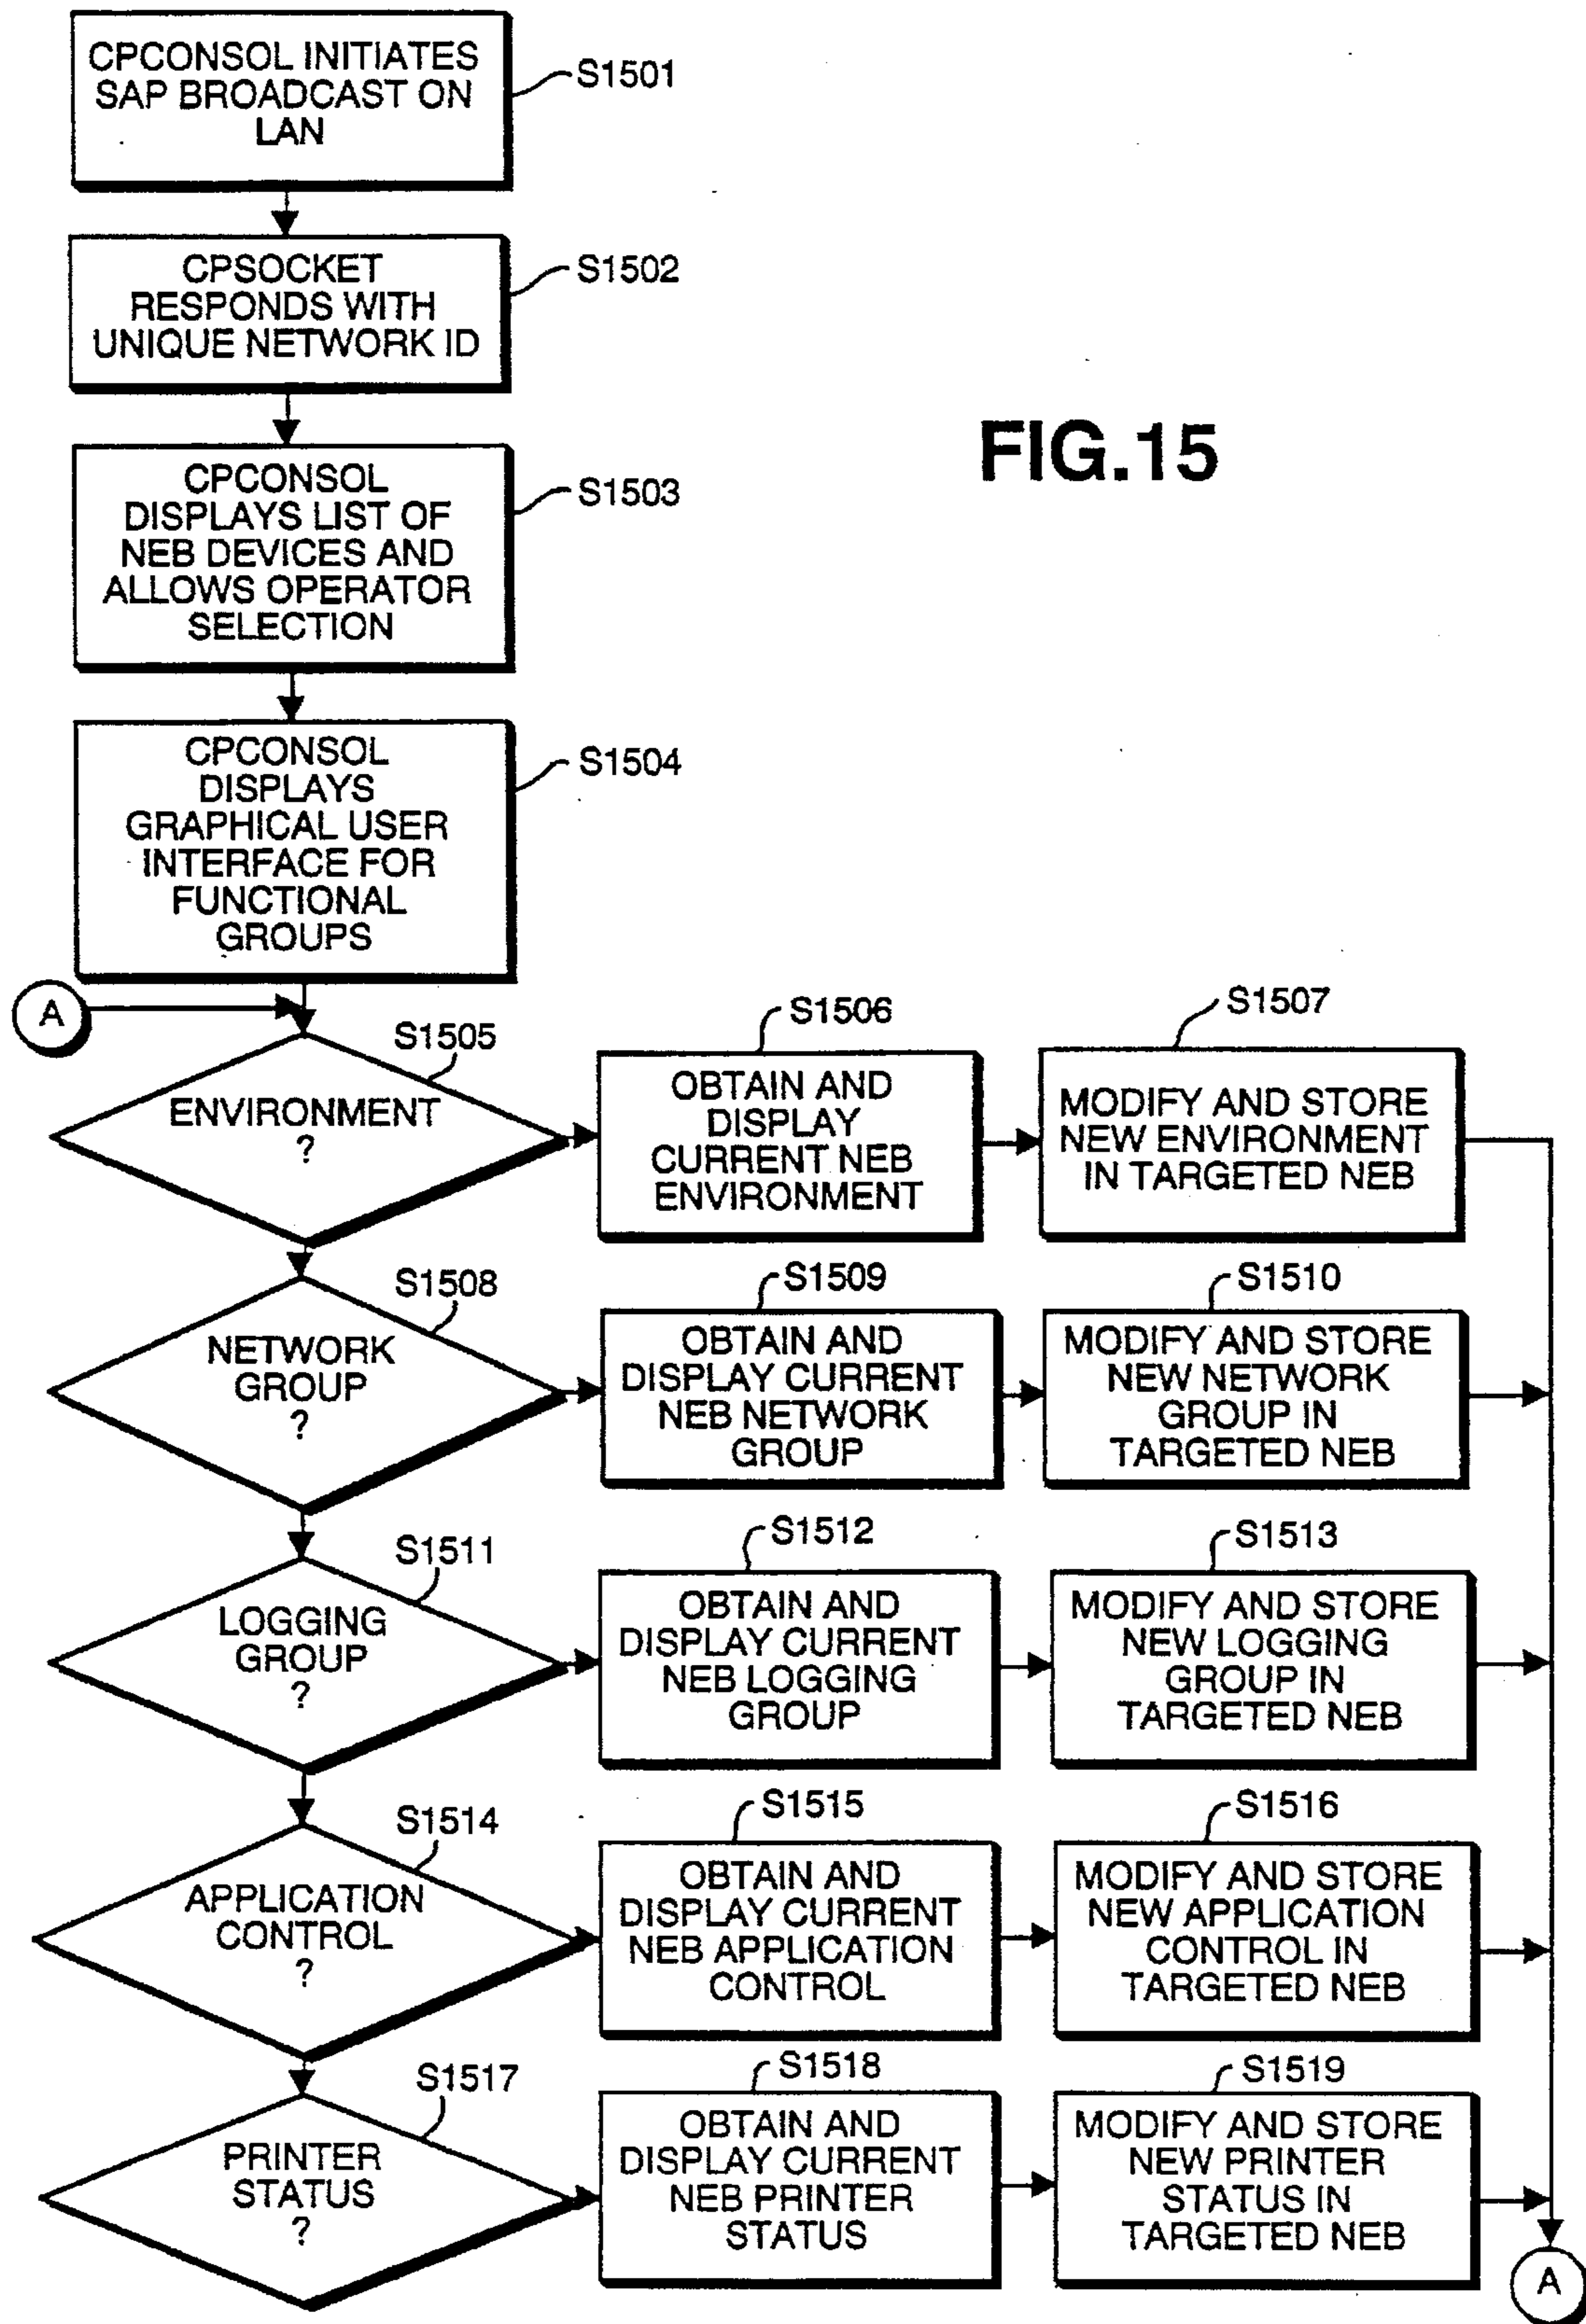 CPCONSOL INITIATES
SAP BROADCAST ON
LAN
S1501
CPSOCKET
RESPONDS WITH
UNIQUE NETWORK ID
S1502
FIG.15
CPCONSOL
DISPLAYS LIST OF
NEB DEVICES AND
ALLOWS OPERATOR
SELECTION
S1503
CPCONSOL
DISPLAYS
GRAPHICAL USER
INTERFACE FOR
FUNCTIONAL
GROUPS
S1504
A
S1505
ENVIRONMENT
?
S1506
OBTAIN AND
DISPLAY
CURRENT NEB
ENVIRONMENT
S1507
MODIFY AND STORE
NEW ENVIRONMENT
IN TARGETED NEB
S1508
NETWORK
GROUP
?
S1509
OBTAIN AND
DISPLAY CURRENT
NEB NETWORK
GROUP
S1510
MODIFY AND STORE
NEW NETWORK
GROUP IN
TARGETED NEB
S1511
LOGGING
GROUP
?
S1512
OBTAIN AND
DISPLAY CURRENT
NEB LOGGING
GROUP
S1513
MODIFY AND STORE
NEW LOGGING
GROUP IN
TARGETED NEB
S1514
APPLICATION
CONTROL
?
S1515
OBTAIN AND
DISPLAY CURRENT
NEB APPLICATION
CONTROL
S1516
MODIFY AND STORE
NEW APPLICATION
CONTROL IN
TARGETED NEB
S1517
PRINTER
STATUS
?
S1518
OBTAIN AND
DISPLAY CURRENT
NEB PRINTER
STATUS
S1519
MODIFY AND STORE
NEW PRINTER
STATUS IN
TARGETED NEB
A